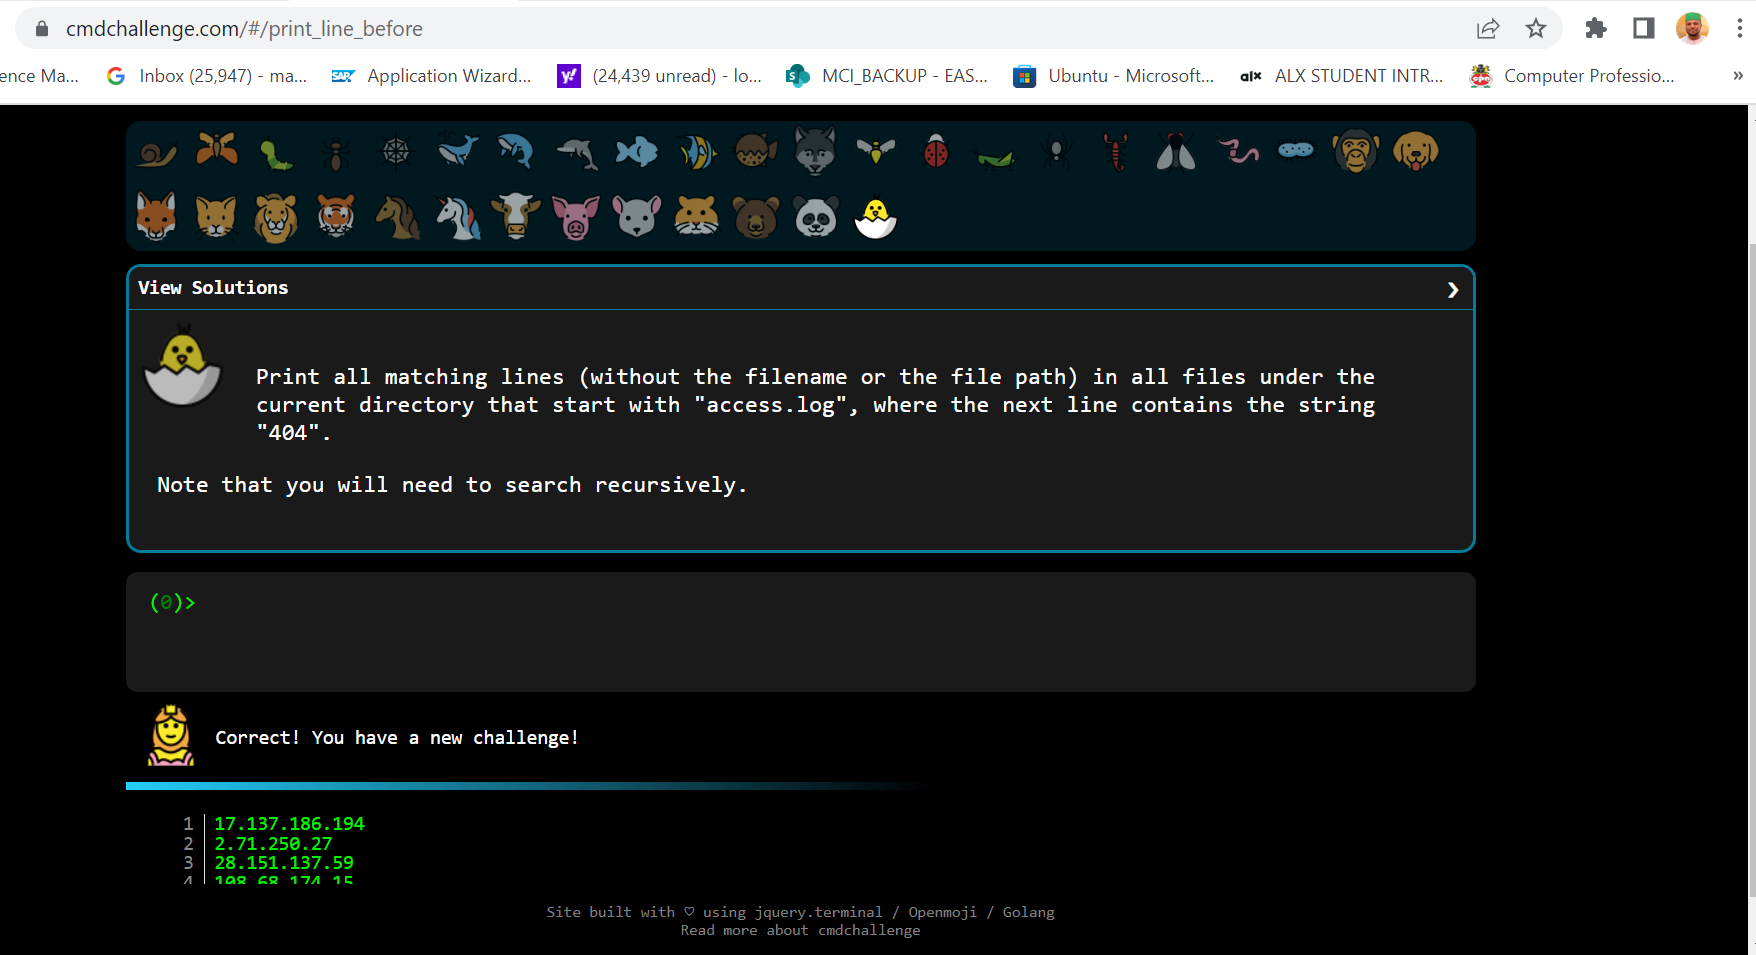 cmdchallenge.com/#/print_line_before
ence Ma... Inbox (25,947) - ma... SAP Application Wizard... y! (24,439 unread) - lo... S MCI_BACKUP - EAS... Ubuntu - Microsoft... alx ALX STUDENT INTR... Computer Professio... »
View Solutions
Print all matching lines (without the filename or the file path) in all files under the
current directory that start with "access.log", where the next line contains the string
"404".
Note that you will need to search recursively.
(0)>
Correct! You have a new challenge!
1 17.137.186.194
2 2.71.250.27
3 28.151.137.59
4 108.68.174.15
Site built with ♡ using jquery.terminal / Openmoji / Golang
Read more about cmdchallenge